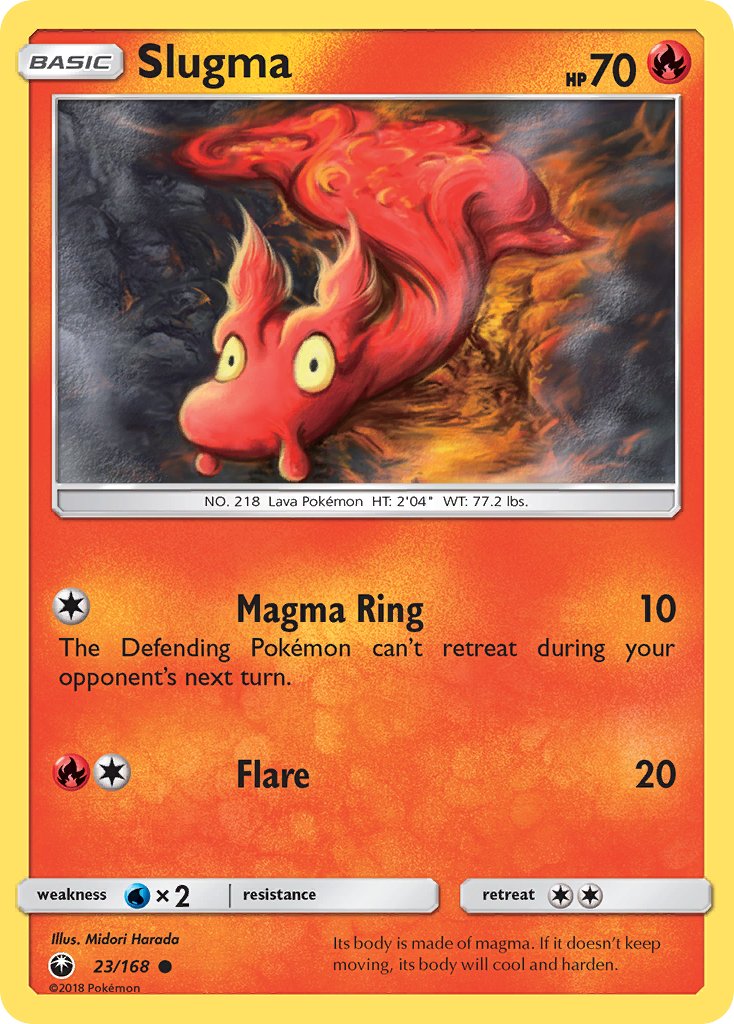 BASIC Slugma HP70
NO. 218 Lava Pokémon HT: 2'04" WT: 77.2 lbs.
Magma Ring 10
The Defending Pokémon can't retreat during your
opponent's next turn.
Flare 20
weakness × 2 resistance retreat
Illus. Midori Harada
Its body is made of magma. If it doesn't keep
moving, its body will cool and harden.
23/168
©2018 Pokémon